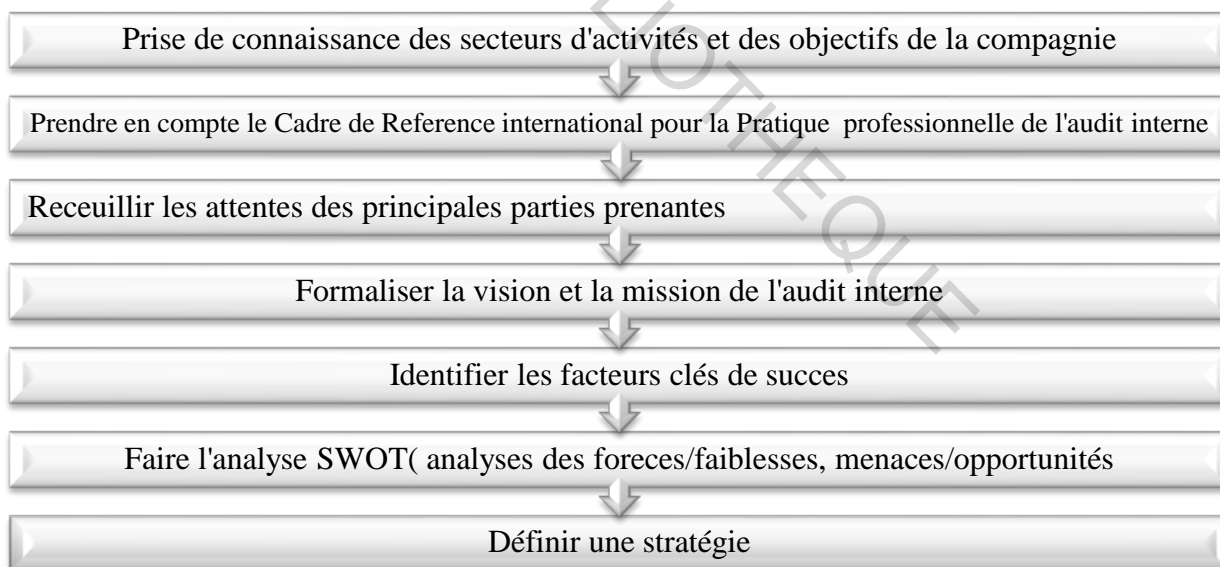 Prise de connaissance des secteurs d'activités et des objectifs de la compagnie
Prendre en compte le Cadre de Reference international pour la Pratique professionnelle de l'audit interne
Receuillir les attentes des principales parties prenantes
Formaliser la vision et la mission de l'audit interne
Identifier les facteurs clés de succes
Faire l'analyse SWOT( analyses des foreces/faiblesses, menaces/opportunités
Définir une stratégie
LIOTHEQUE